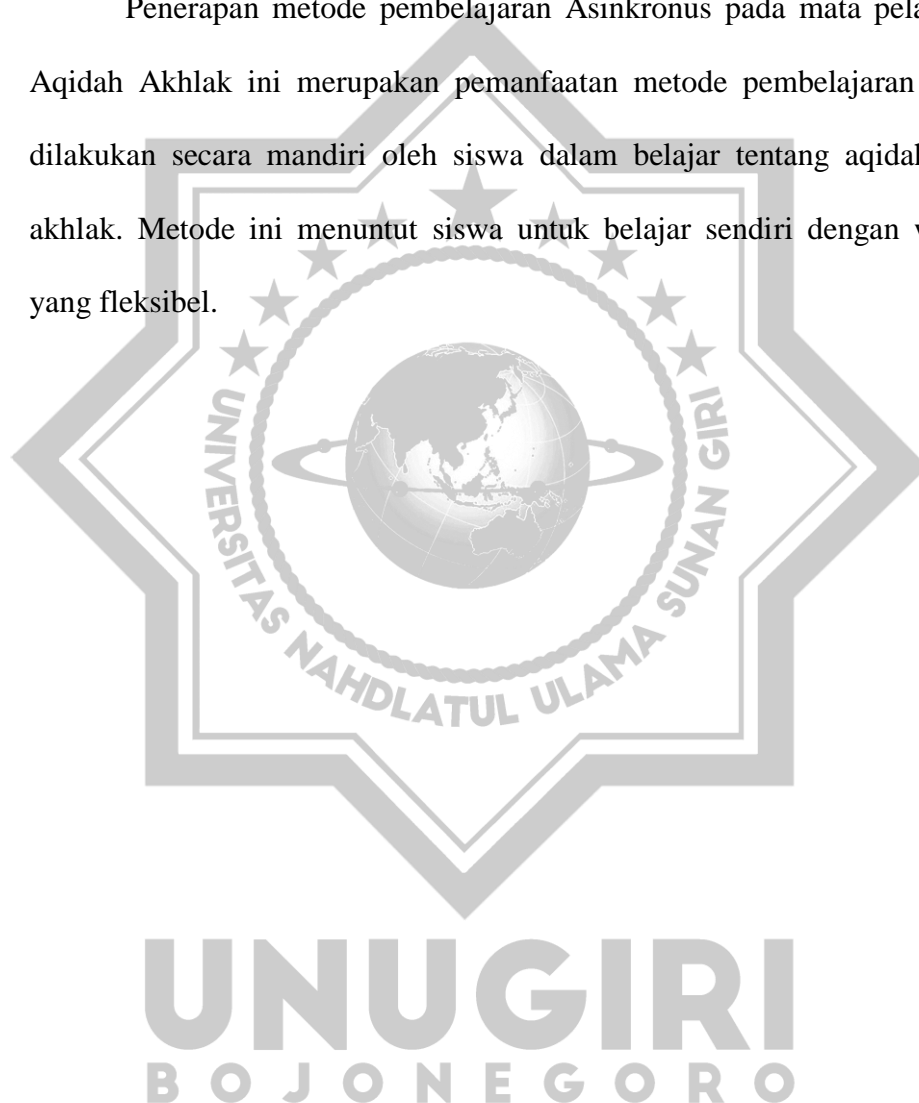 Penerapan metode pembelajaran Asinkronus pada mata
Aqidah Akhlak ini merupakan pemanfaatan metode pembelajaran
dilakukan secara mandiri oleh siswa dalam belajar tentang
akhlak. Metode ini menuntut siswa untuk belajar sendiri dengan
yang fleksibel.
UNIVERSITAS NAHDLATUL ULAMA SUNAN GIRI
UNUGIRI
BOJONEGORO